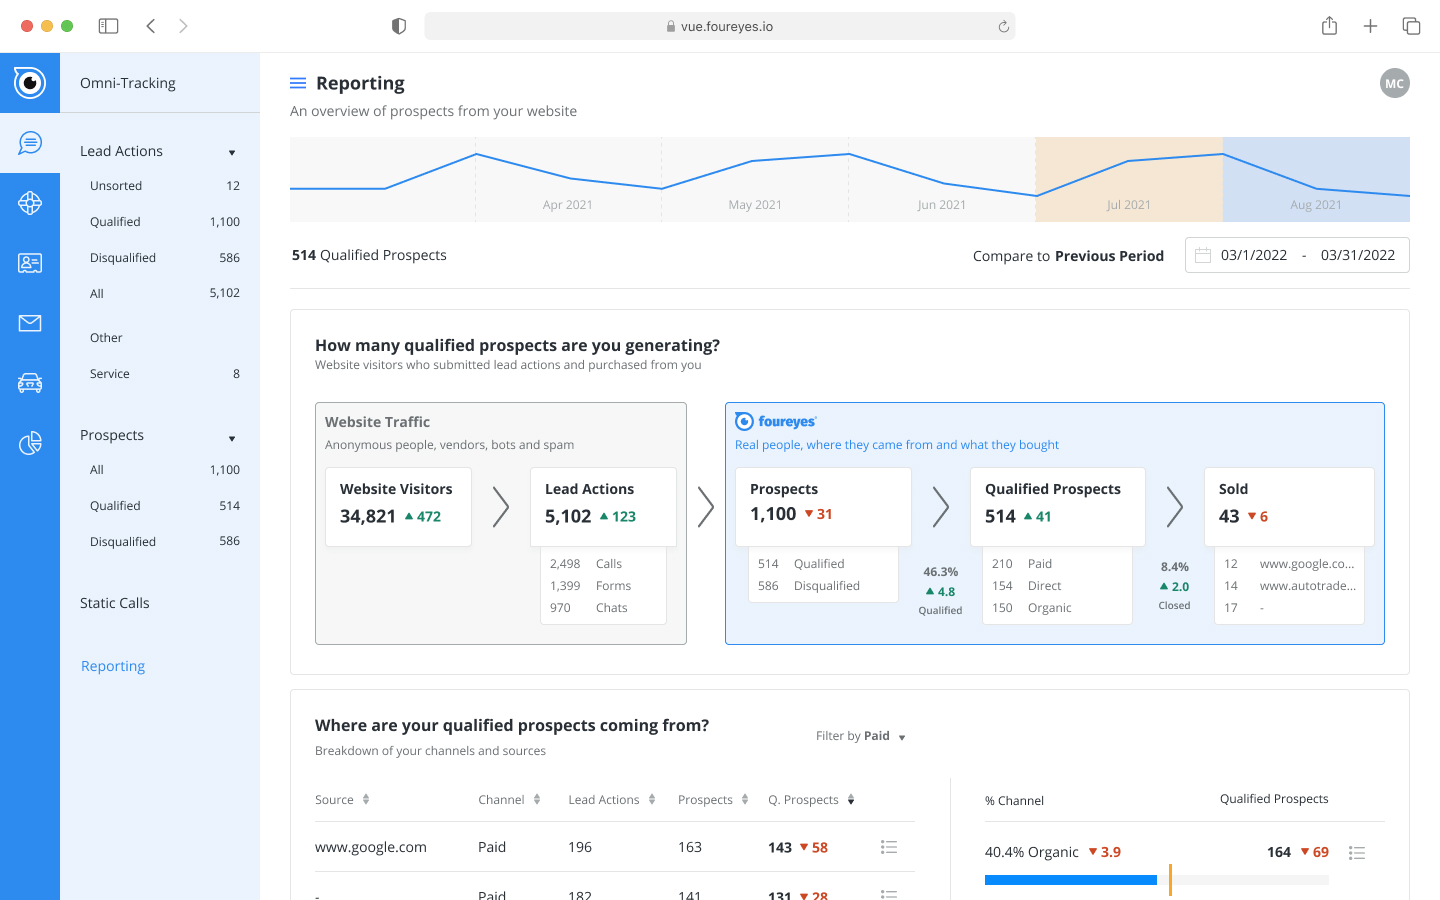 vue.foureyes.io
Omni-Tracking
Lead Actions
Unsorted 12
Qualified 1,100
Disqualified 586
All 5,102
Other
Service 8
Prospects
All 1,100
Qualified 514
Disqualified 586
Static Calls
Reporting
Reporting
MC
An overview of prospects from your website
Apr 2021 May 2021 Jun 2021 Jul 2021 Aug 2021
514 Qualified Prospects
Compare to Previous Period
03/1/2022 - 03/31/2022
How many qualified prospects are you generating?
Website visitors who submitted lead actions and purchased from you
Website Traffic
Anonymous people, vendors, bots and spam
Website Visitors
34,821 ▲ 472
Lead Actions
5,102 ▲ 123
2,498 Calls
1,399 Forms
970 Chats
foureyes
Real people, where they came from and what they bought
Prospects
1,100 ▼ 31
514 Qualified
586 Disqualified
46.3%
▲ 4.8
Qualified
Qualified Prospects
514 ▲ 41
210 Paid
154 Direct
150 Organic
8.4%
▲ 2.0
Closed
Sold
43 ▼ 6
12 www.google.co...
14 www.autotrade...
17 -
Where are your qualified prospects coming from?
Breakdown of your channels and sources
Filter by Paid
Source Channel Lead Actions Prospects Q. Prospects
www.google.com Paid 196 163 143 ▼ 58
- Paid 182 141 131 ▼ 28
% Channel Qualified Prospects
40.4% Organic ▼ 3.9 164 ▼ 69